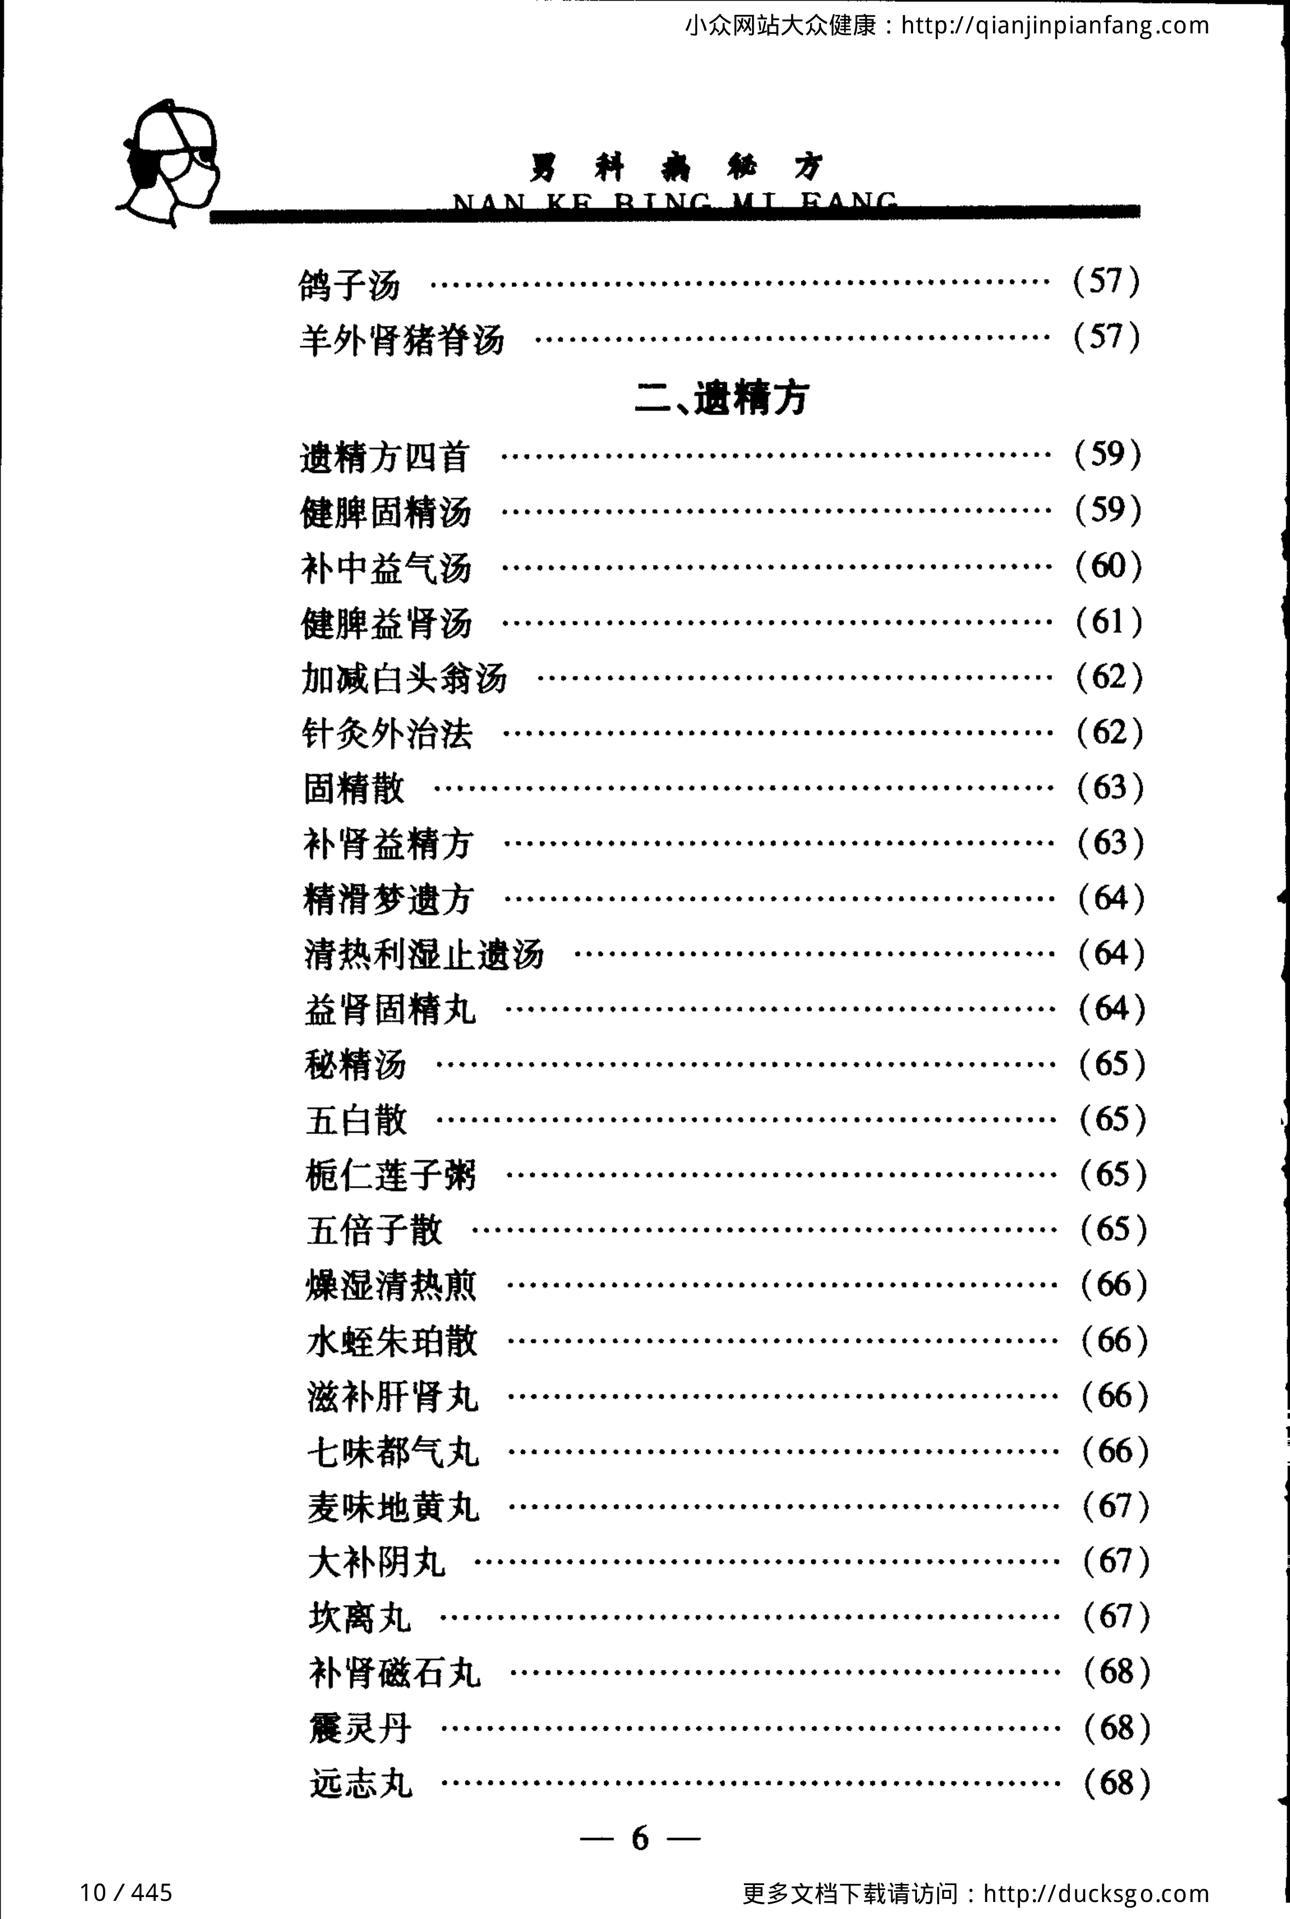 小众网站大众健康：http://qianjinpianfang.com
男科病秘方
NAN KE BING MI FANG
鸽子汤 ………………………………………………… (57)
羊外肾猪脊汤 ………………………………………… (57)
二、遗精方
遗精方四首 …………………………………………… (59)
健脾固精汤 …………………………………………… (59)
补中益气汤 …………………………………………… (60)
健脾益肾汤 …………………………………………… (61)
加减白头翁汤 ………………………………………… (62)
针灸外治法 …………………………………………… (62)
固精散 ………………………………………………… (63)
补肾益精方 …………………………………………… (63)
精滑梦遗方 …………………………………………… (64)
清热利湿止遗汤 ……………………………………… (64)
益肾固精丸 …………………………………………… (64)
秘精汤 ………………………………………………… (65)
五白散 ………………………………………………… (65)
栀仁莲子粥 …………………………………………… (65)
五倍子散 ……………………………………………… (65)
燥湿清热煎 …………………………………………… (66)
水蛭朱珀散 …………………………………………… (66)
滋补肝肾丸 …………………………………………… (66)
七味都气丸 …………………………………………… (66)
麦味地黄丸 …………………………………………… (67)
大补阴丸 ……………………………………………… (67)
坎离丸 ………………………………………………… (67)
补肾磁石丸 …………………………………………… (68)
震灵丹 ………………………………………………… (68)
远志丸 ………………………………………………… (68)
— 6 —
10 / 445
更多文档下载请访问：http://ducksgo.com